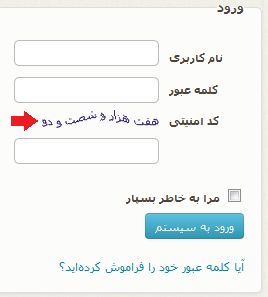 ورود
نام کاربری
کلمه عبور
کد امنیتی هفت هزار و شصت و دو
مرا به خاطر بسپار
ورود به سیستم
آیا کلمه عبور خود را فراموش کرده‌اید؟